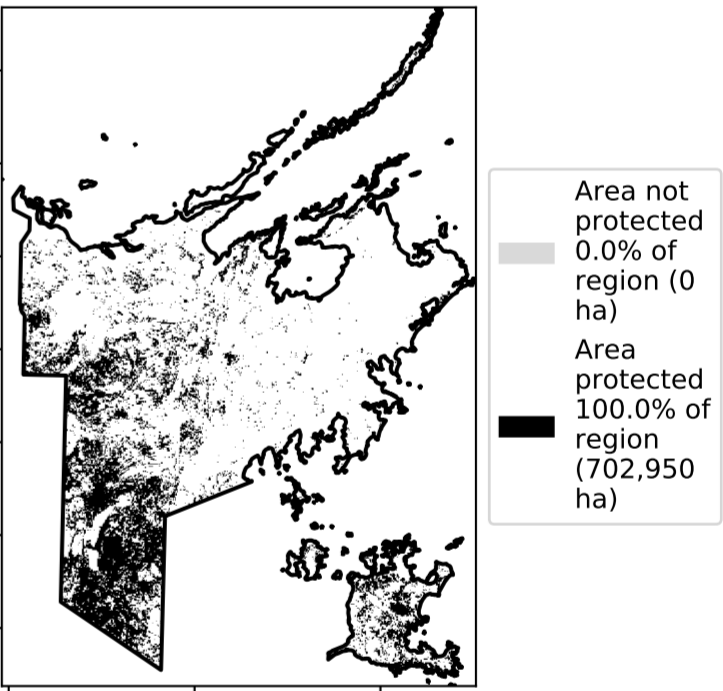 Area not
protected
0.0% of
region (0
ha)
Area
protected
100.0% of
region
(702,950
ha)